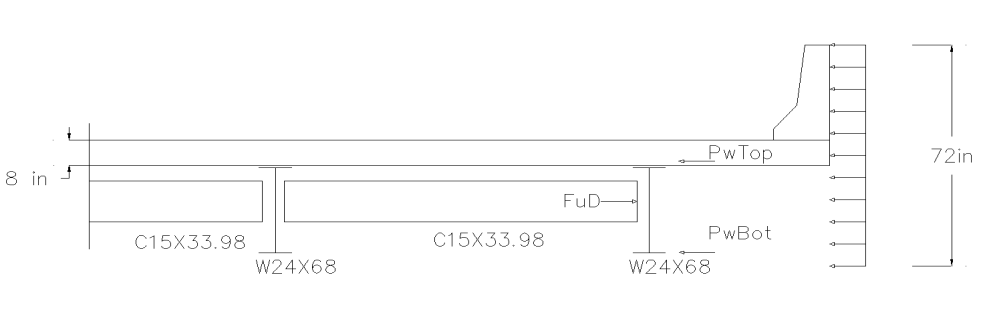 PwTop
72in
8 in
FuD
PwBot
C15X33.98
C15X33.98
W24X68
W24X68